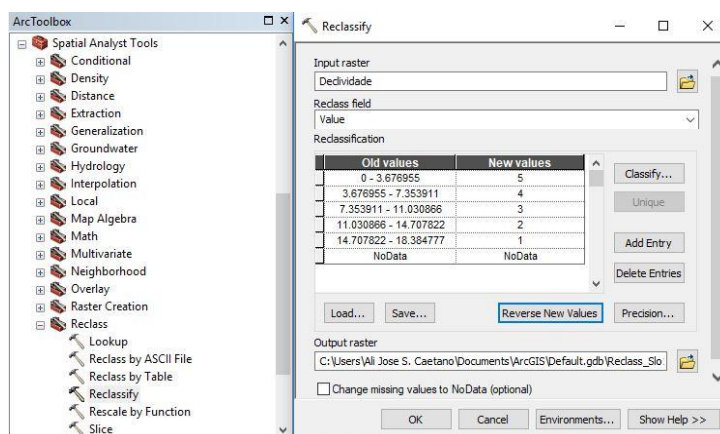 ArcToolbox
Spatial Analyst Tools
Conditional
Density
Distance
Extraction
Generalization
Groundwater
Hydrology
Interpolation
Local
Map Algebra
Math
Multivariate
Neighborhood
Overlay
Raster Creation
Reclass
Lookup
Reclass by ASCII File
Reclass by Table
Reclassify
Rescale by Function
Slice
Reclassify
Input raster
Declividade
Reclass field
Value
Reclassification
Old values New values
0 - 3.676955 5
3.676955 - 7.353911 4
7.353911 - 11.030866 3
11.030866 - 14.707822 2
14.707822 - 18.384777 1
NoData NoData
Classify...
Unique
Add Entry
Delete Entries
Load... Save... Reverse New Values Precision...
Output raster
C:\Users\Ali Jose S. Caetano\Documents\ArcGIS\Default.gdb\Reclass_Slo
Change missing values to NoData (optional)
OK Cancel Environments... Show Help >>